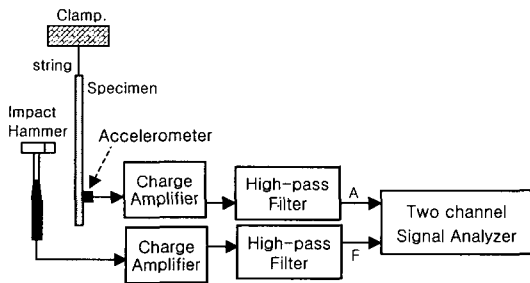 Clamp.
string
Specimen
Impact
Hammer
Accelerometer
Charge
Amplifier
High-pass
Filter
A
Two channel
Signal Analyzer
Charge
Amplifier
High-pass
Filter
F